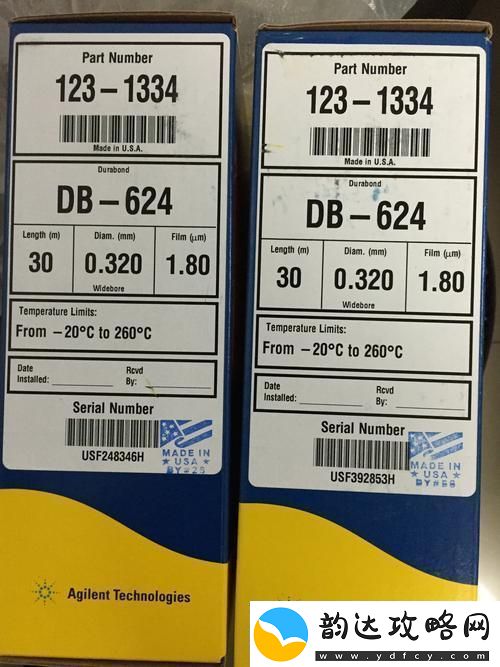 Part Number
123-1334
Made in U.S.A.
Durabond
DB-624
Length (m)
Diam. (mm)
Film (μm)
30
0.320
1.80
Widebore
Temperature Limits:
From -20°C to 260°C
Date
Installed:
Rcvd
By:
Serial Number
USF248346H
MADE IN
USA
Agilent Technologies
Part Number
123-1334
Made in U.S.A.
Durabond
DB-624
Length (m)
Diam. (mm)
Film (μm)
30
0.320
1.80
Widebore
Temperature Limits:
From -20°C to 260°C
Date
Installed:
Rcvd
By:
Serial Number
USF392853H
MADE IN
USA
韵达攻略网
www.ydfcy.com